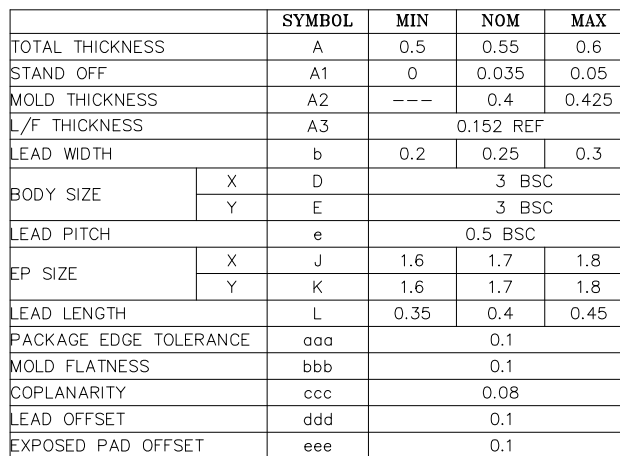 SYMBOL MIN NOM MAX
TOTAL THICKNESS A 0.5 0.55 0.6
STAND OFF A1 0 0.035 0.05
MOLD THICKNESS A2 --- 0.4 0.425
L/F THICKNESS A3 0.152 REF
LEAD WIDTH b 0.2 0.25 0.3
BODY SIZE X D 3 BSC
Y E 3 BSC
LEAD PITCH e 0.5 BSC
EP SIZE X J 1.6 1.7 1.8
Y K 1.6 1.7 1.8
LEAD LENGTH L 0.35 0.4 0.45
PACKAGE EDGE TOLERANCE aaa 0.1
MOLD FLATNESS bbb 0.1
COPLANARITY ccc 0.08
LEAD OFFSET ddd 0.1
EXPOSED PAD OFFSET eee 0.1